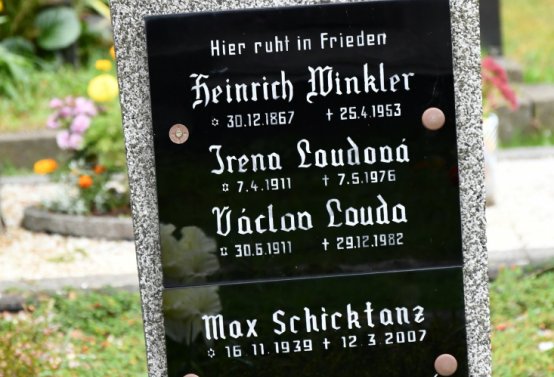 Hier ruht in Frieden
Heinrich Winkler
☼ 30.12.1867 † 25.4.1953
Irena Loudová
☼ 7.4.1911 † 7.5.1976
Václav Louda
☼ 30.6.1911 † 29.12.1982
Max Schicktanz
☼ 16.11.1939 † 12.3.2007